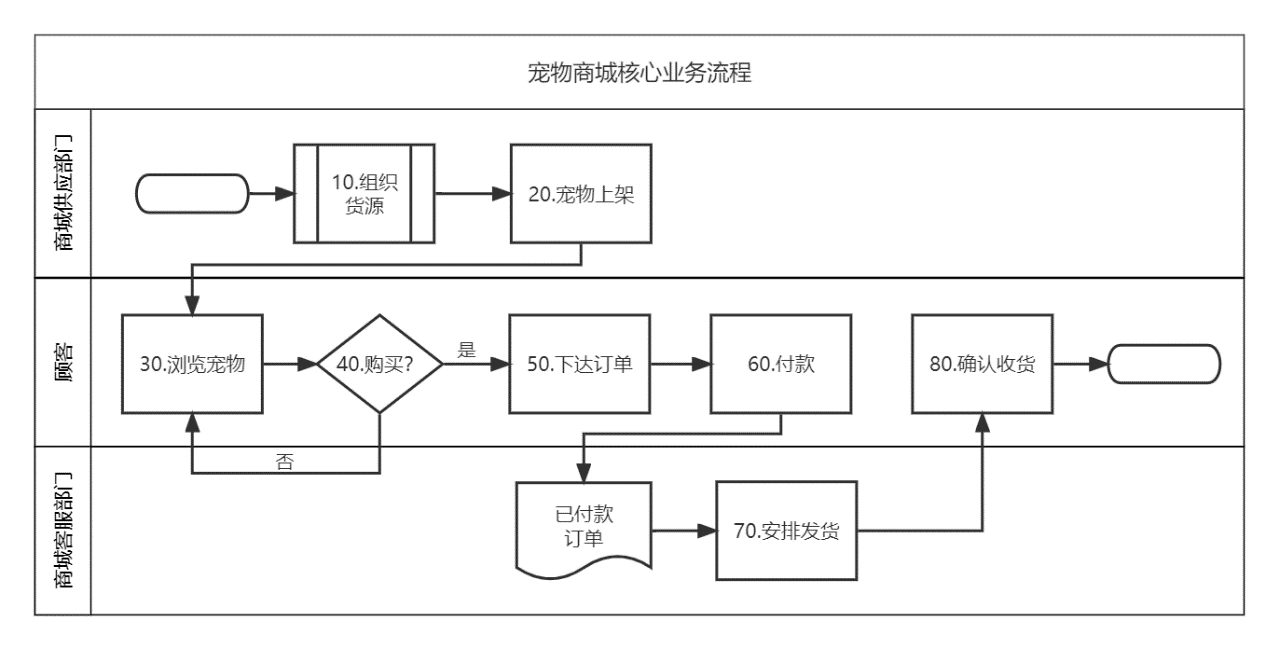 宠物商城核心业务流程
商城供应部门
10.组织
货源
20.宠物上架
顾客
30.浏览宠物
40.购买?
是
50.下达订单
60.付款
80.确认收货
否
商城客服部门
已付款
订单
70.安排发货